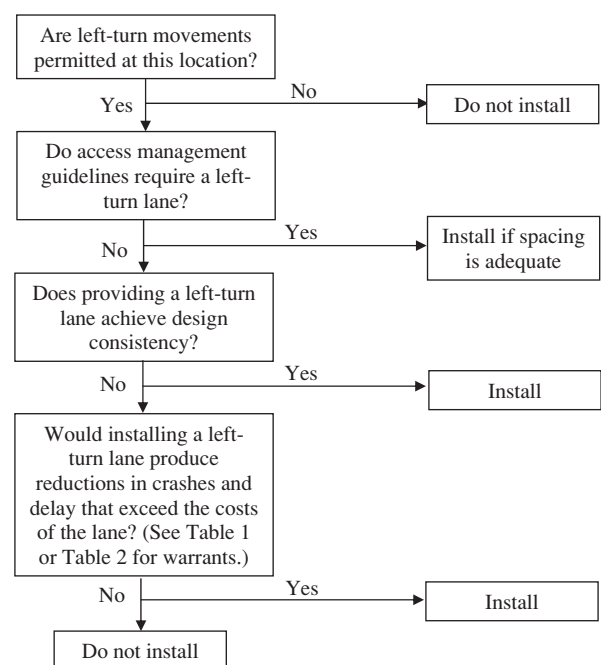 Are left-turn movements
permitted at this location?
No
Yes
Do not install
Do access management
guidelines require a left-
turn lane?
Yes
No
Install if spacing
is adequate
Does providing a left-turn
lane achieve design
consistency?
Yes
No
Install
Would installing a left-
turn lane produce
reductions in crashes and
delay that exceed the costs
of the lane? (See Table 1
or Table 2 for warrants.)
Yes
No
Install
Do not install